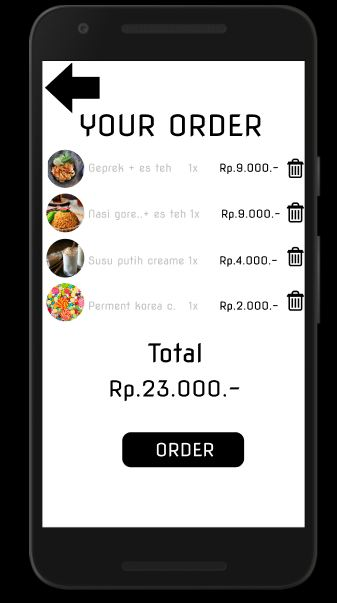 YOUR ORDER
Geprek + es teh 1x Rp.9.000.-
Nasi gore..+ es teh 1x Rp.9.000.-
Susu putih creame 1x Rp.4.000.-
Perment korea c. 1x Rp.2.000.-
Total
Rp.23.000.-
ORDER